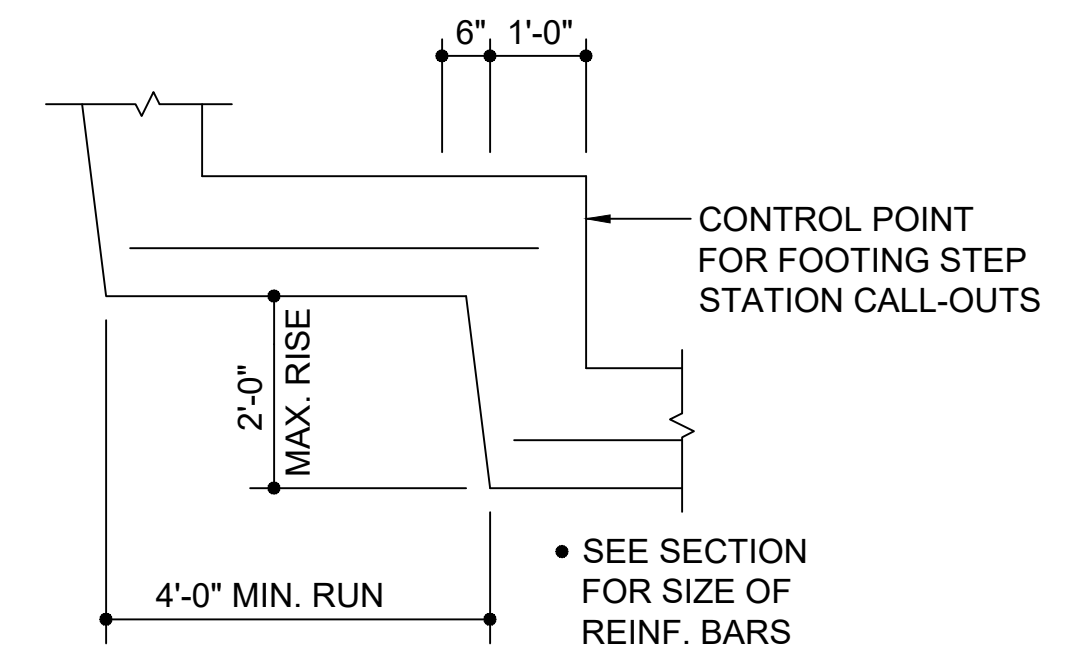 6" 1'-0"
CONTROL POINT
FOR FOOTING STEP
STATION CALL-OUTS
2'-0"
MAX. RISE
4'-0" MIN. RUN
SEE SECTION
FOR SIZE OF
REINF. BARS